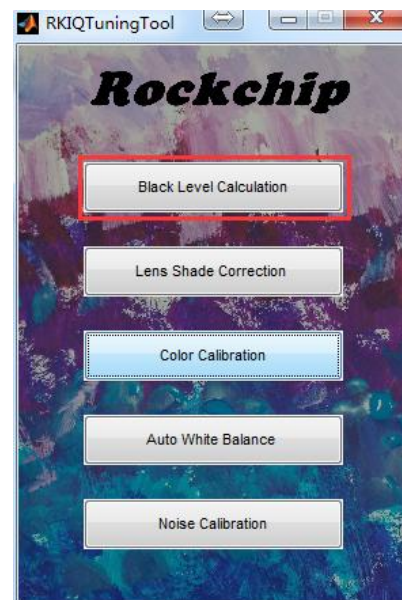 RKIQTuningTool
Rockchip
Black Level Calculation
Lens Shade Correction
Color Calibration
Auto White Balance
Noise Calibration